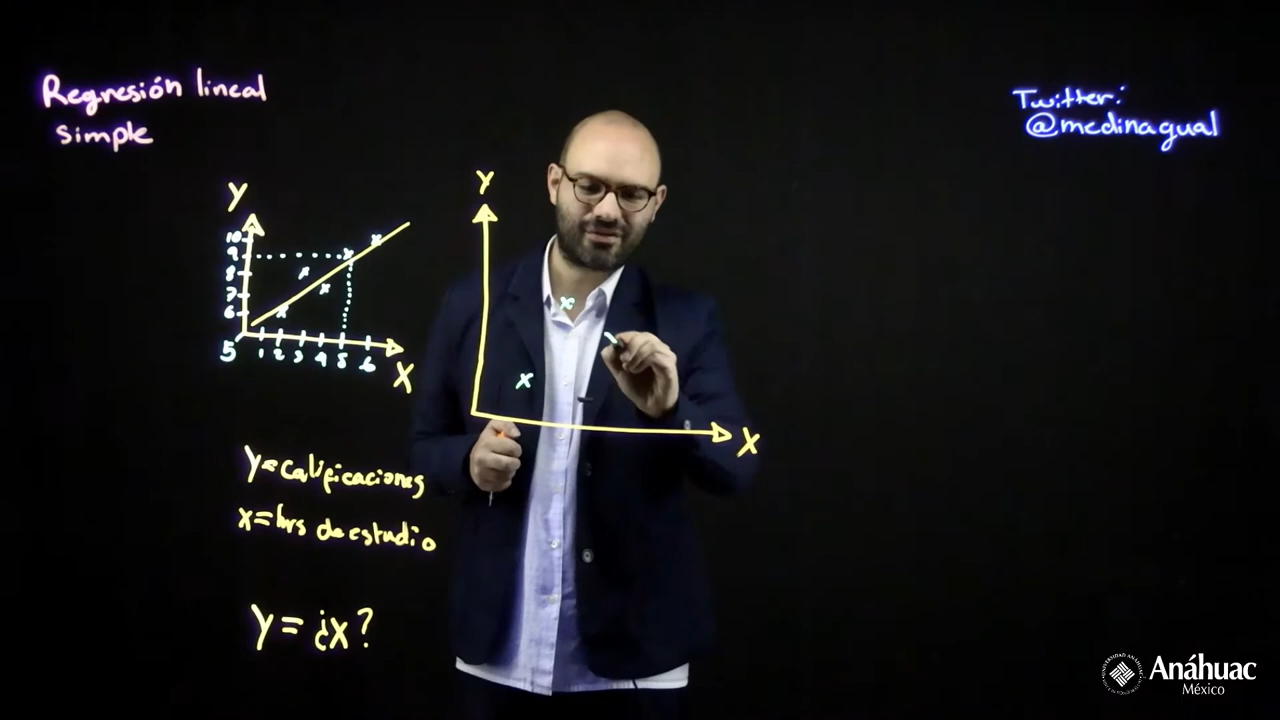 Regresión lineal
simple
Twitter:
@medinagual
Y
10
9
8
7
6
5
1 2 3 4 5 6
X
Y
X
Y=calificaciones
x=hrs de estudio
Y= ¿x?
Anáhuac
México